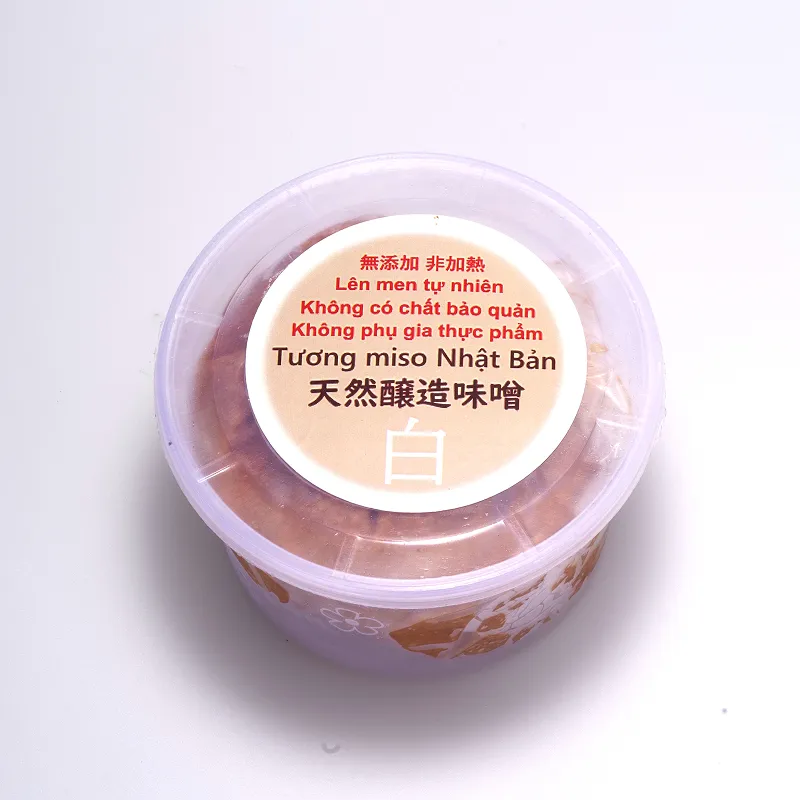 無添加 非加熱
Lên men tự nhiên
Không có chất bảo quản
Không phụ gia thực phẩm
Tương miso Nhật Bản
天然醸造味噌
白